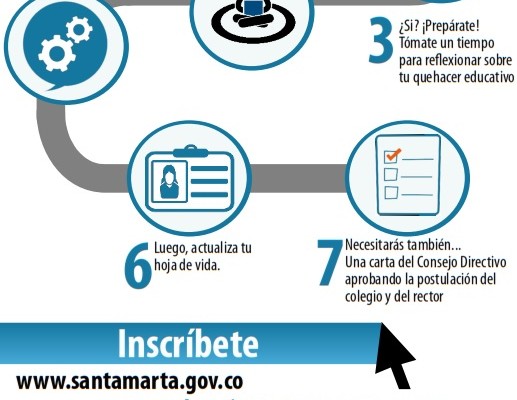 3
¿Si? ¡Prepárate!
Tómate un tiempo
para reflexionar sobre
tu quehacer educativo
6
Luego, actualiza tu
hoja de vida.
7
Necesitarás también...
Una carta del Consejo Directivo
aprobando la postulación del
colegio y del rector
Inscríbete
www.santamarta.gov.co